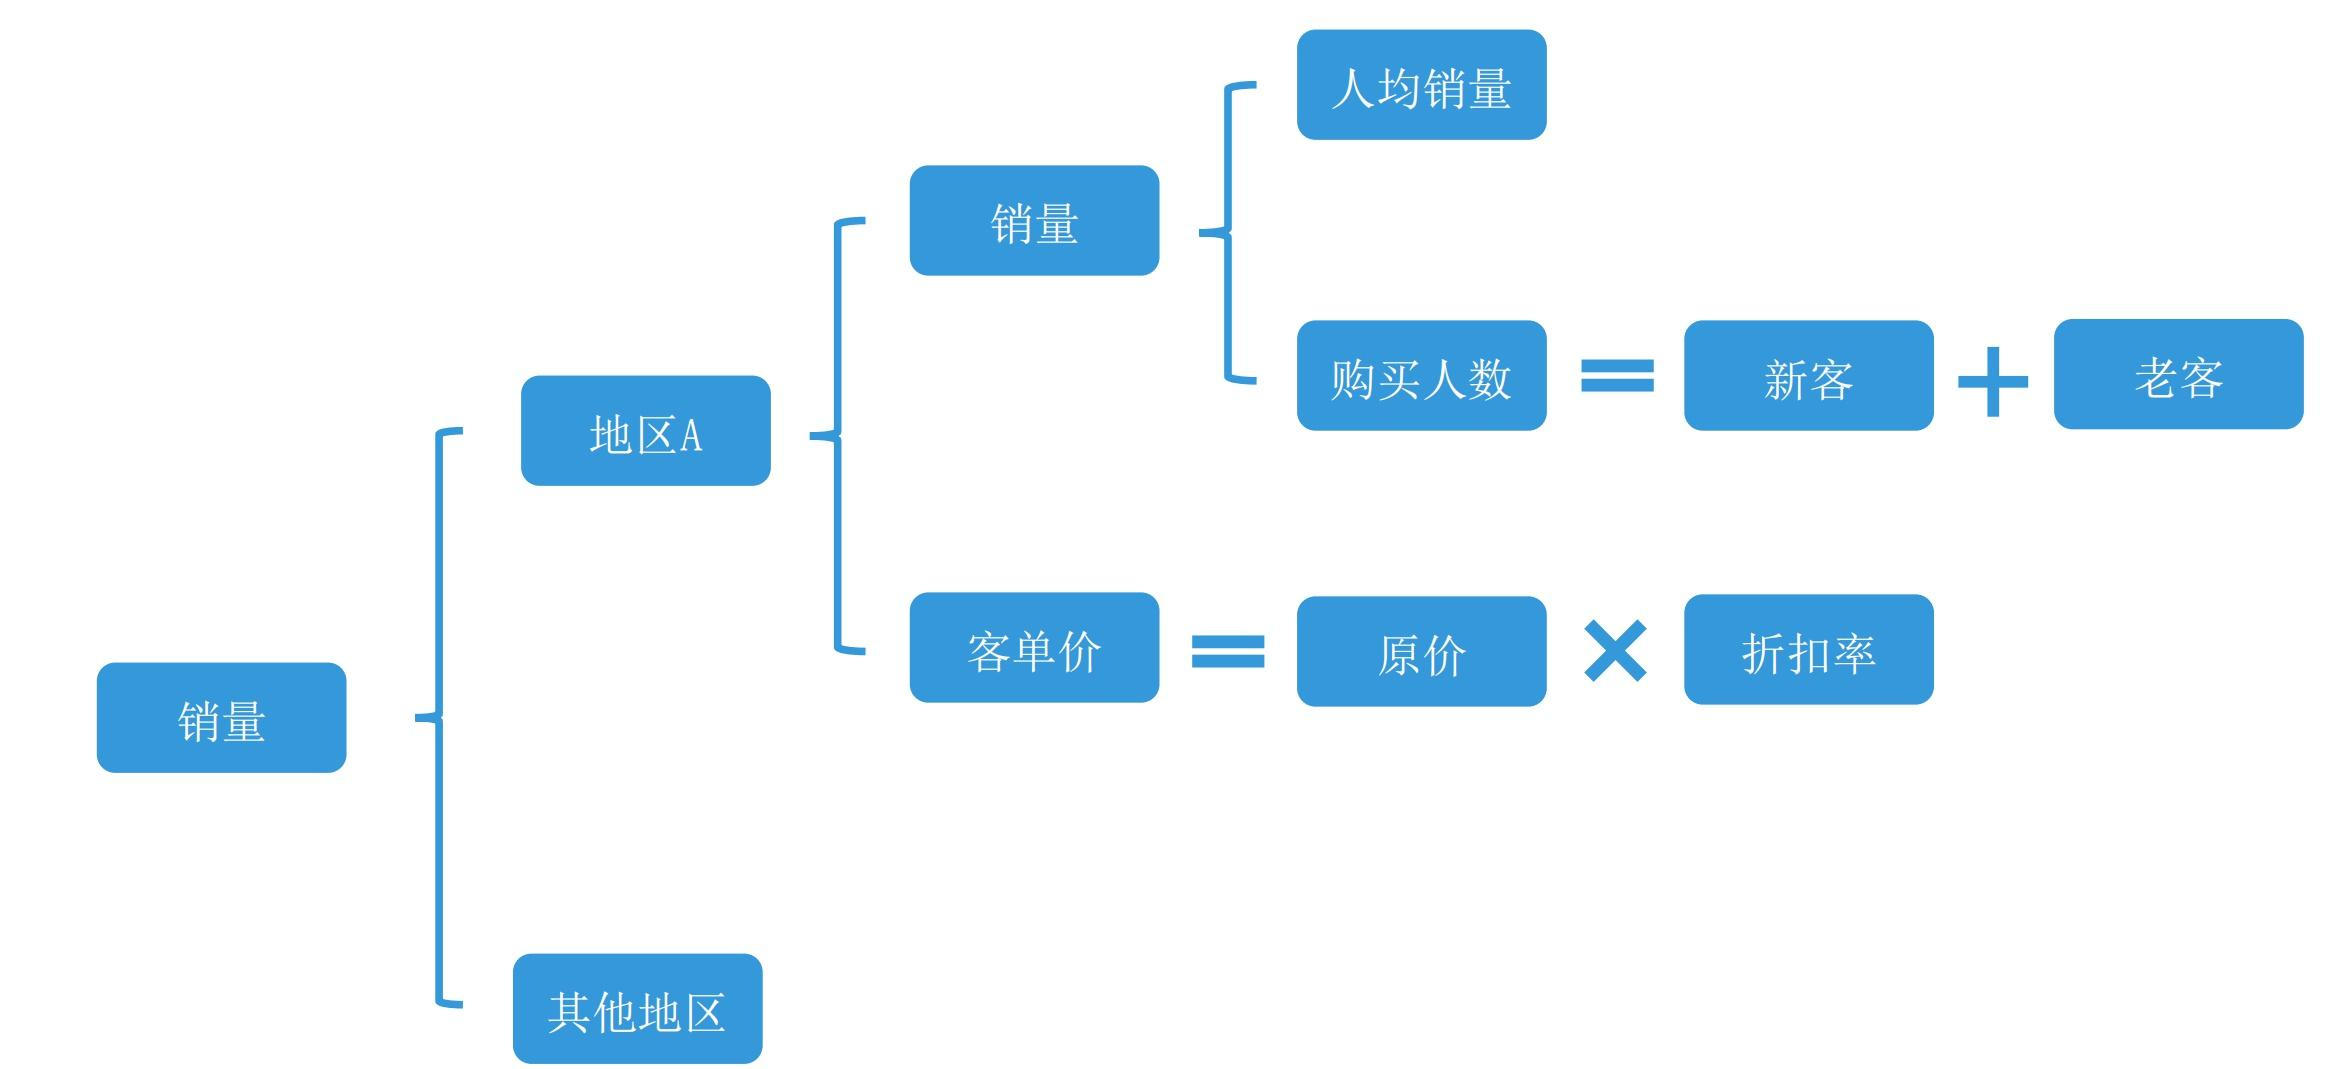 人均销量
销量
购买人数 = 新客 + 老客
地区A
客单价 = 原价 × 折扣率
销量
其他地区